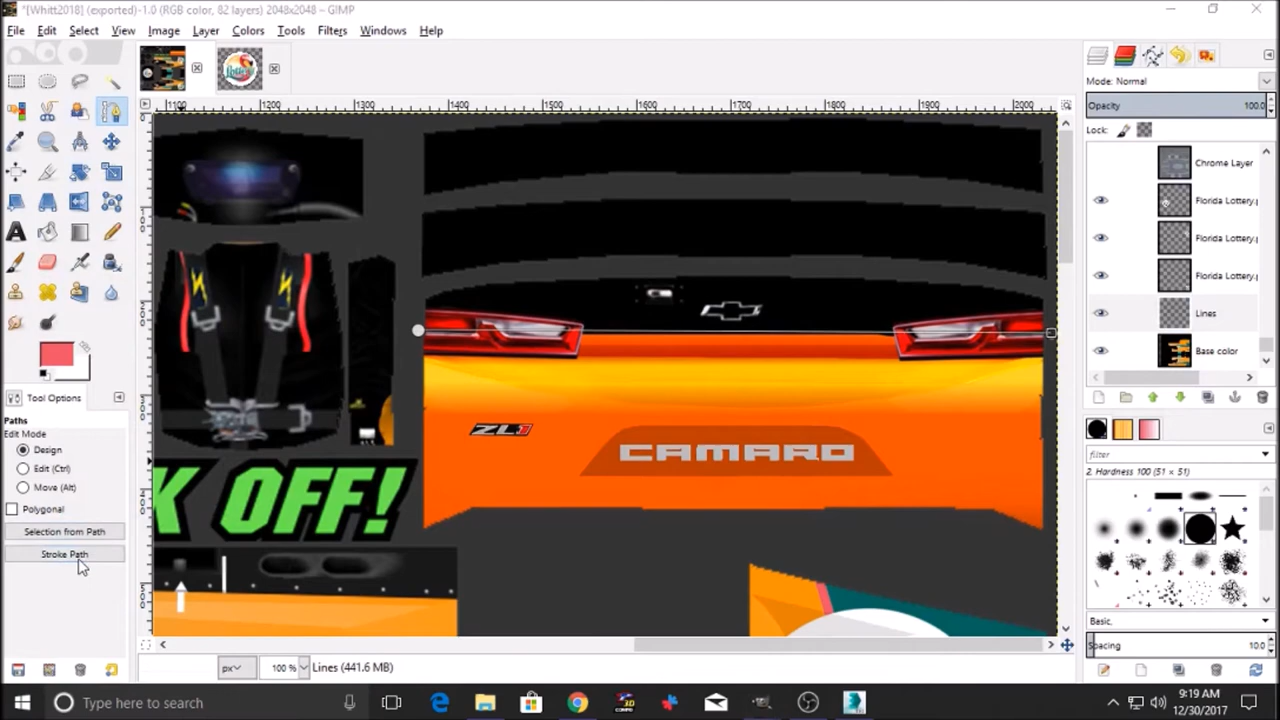 *[Whitt2018] (exported)-1.0 (RGB color, 82 layers) 2048x2048 – GIMP
File Edit Select View Image Layer Colors Tools Filters Windows Help
Mode: Normal
Opacity 100.0
Lock:
1100 1200 1300 1400 1500 1600 1700 1800 1900 2000
Chrome Layer
Florida Lottery.p
Florida Lottery.p
Florida Lottery.p
Lines
Base color
ZL1
CAMARO
K OFF!
Tool Options
Paths
Edit Mode
Design
Edit (Ctrl)
Move (Alt)
Polygonal
Selection from Path
Stroke Path
filter
2. Hardness 100 (51 × 51)
Basic,
Spacing 10.0
px 100 % Lines (441.6 MB)
Type here to search
9:19 AM
12/30/2017